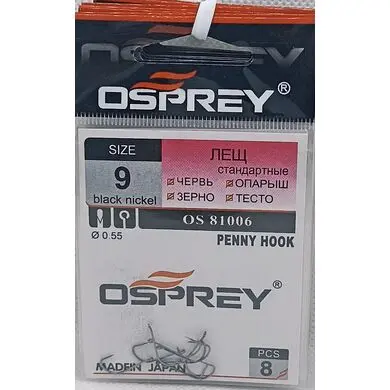 OSPREY®
SIZE
9
black nickel
ЛЕЩ
стандартные
ЧЕРВЬ ОПАРЫШ
ЗЕРНО ТЕСТО
OS 81006
Ø 0.55
PENNY HOOK
OSPREY®
MADE IN JAPAN
PCS
8